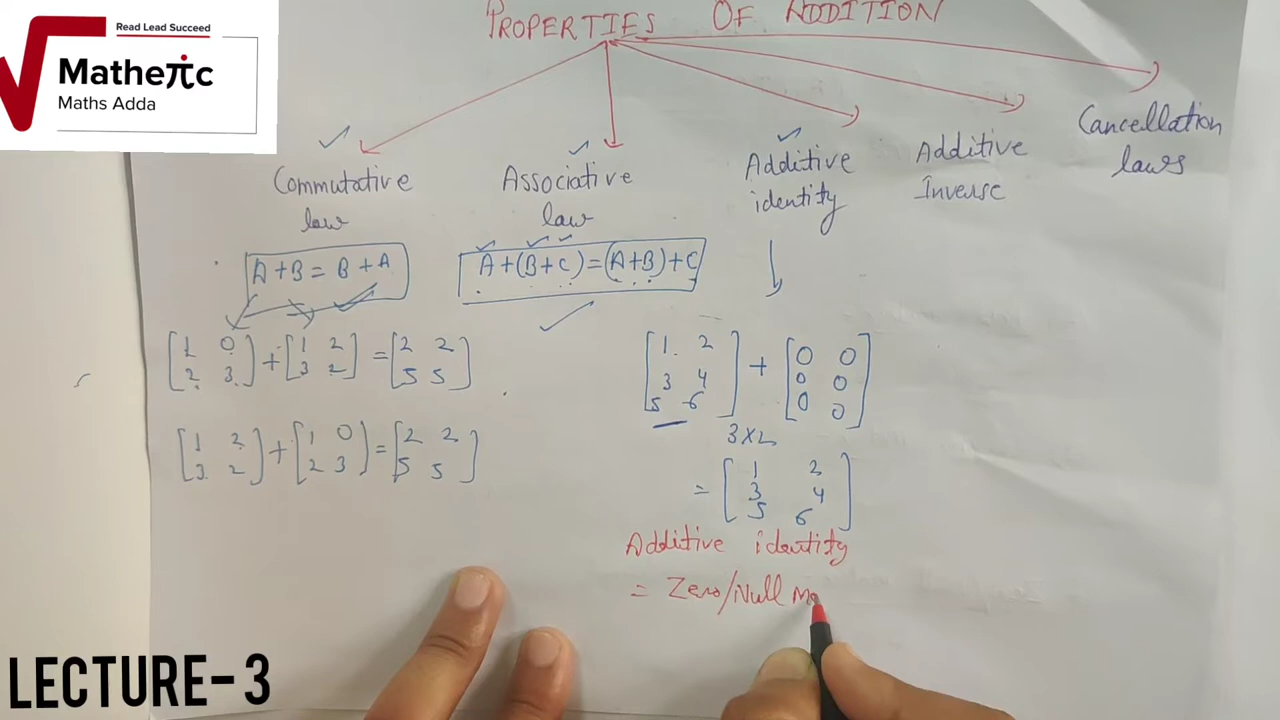 Read Lead Succeed
Matheπc
Maths Adda
PROPERTIES OF ADDITION
Commutative law
Associative law
Additive identity
Additive Inverse
Cancellation laws
A+B = B+A
A+(B+C)=(A+B)+C
[1 0
2 3] + [1 2
3 2] = [2 2
5 5]
[1 2
3 2] + [1 0
2 3] = [2 2
5 5]
[1 2
3 4
5 6] + [0 0
0 0
0 0]
3×2
= [1 2
3 4
5 6]
Additive identity
= Zero/Null Ma
LECTURE- 3